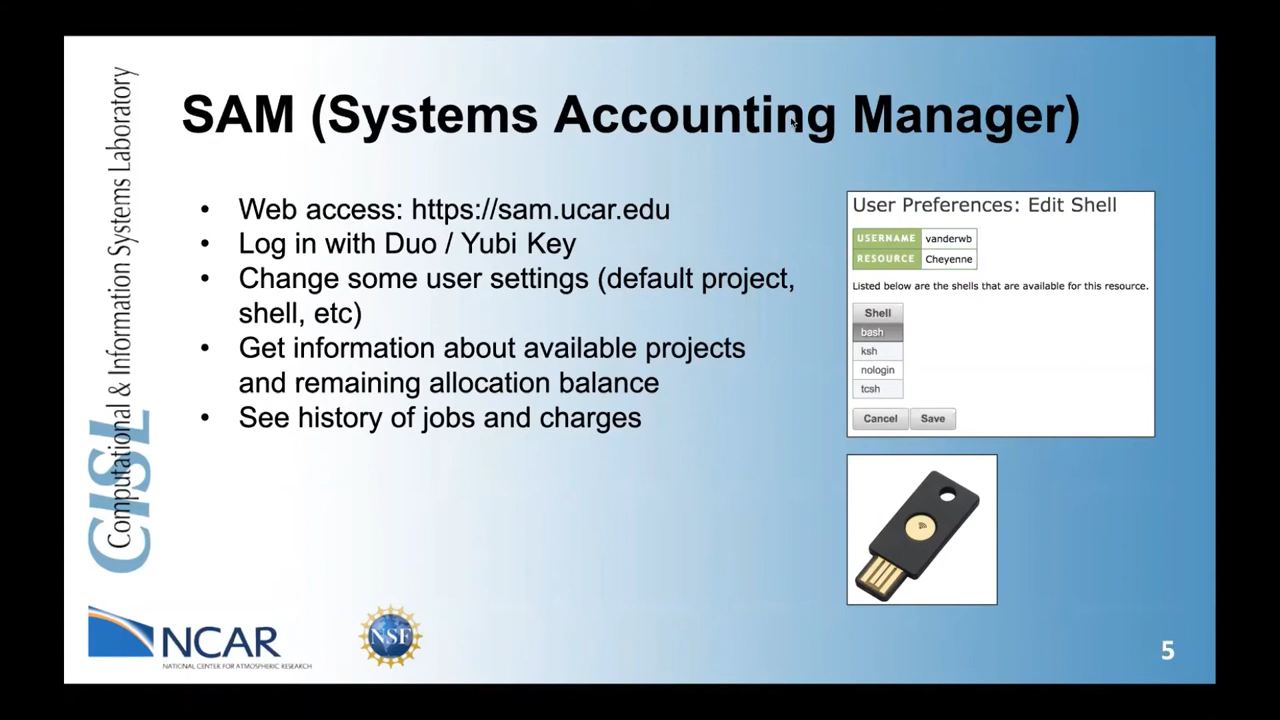 SAM (Systems Accounting Manager)
• Web access: https://sam.ucar.edu
• Log in with Duo / Yubi Key
• Change some user settings (default project,
shell, etc)
• Get information about available projects
and remaining allocation balance
• See history of jobs and charges
User Preferences: Edit Shell
USERNAME vanderwb
RESOURCE Cheyenne
Listed below are the shells that are available for this resource.
Shell
bash
ksh
nologin
tcsh
Cancel Save
CISL
Computational & Information Systems Laboratory
NCAR
NATIONAL CENTER FOR ATMOSPHERIC RESEARCH
NSF
5